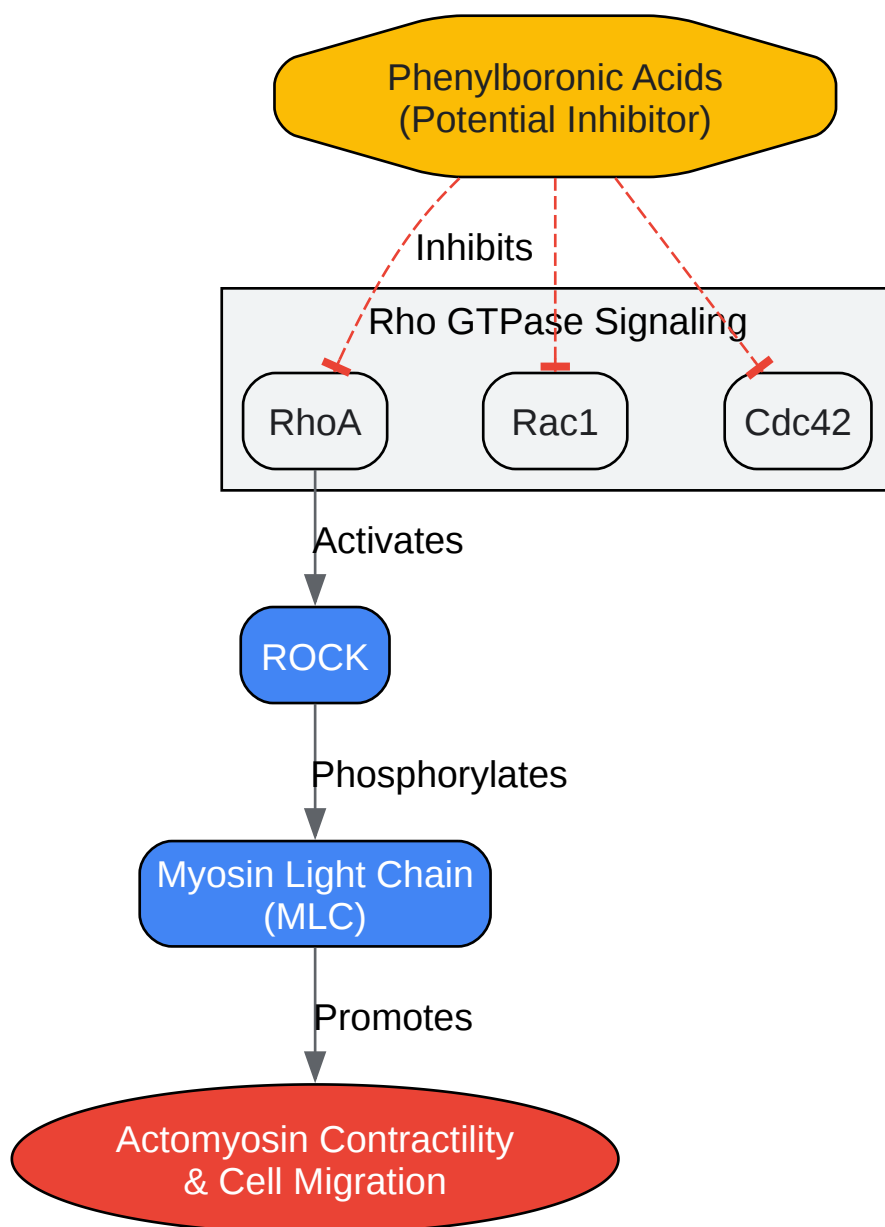 Phenylboronic Acids
(Potential Inhibitor)
Inhibits
Rho GTPase Signaling
RhoA
Rac1
Cdc42
Activates
ROCK
Phosphorylates
Myosin Light Chain
(MLC)
Promotes
Actomyosin Contractility
& Cell Migration